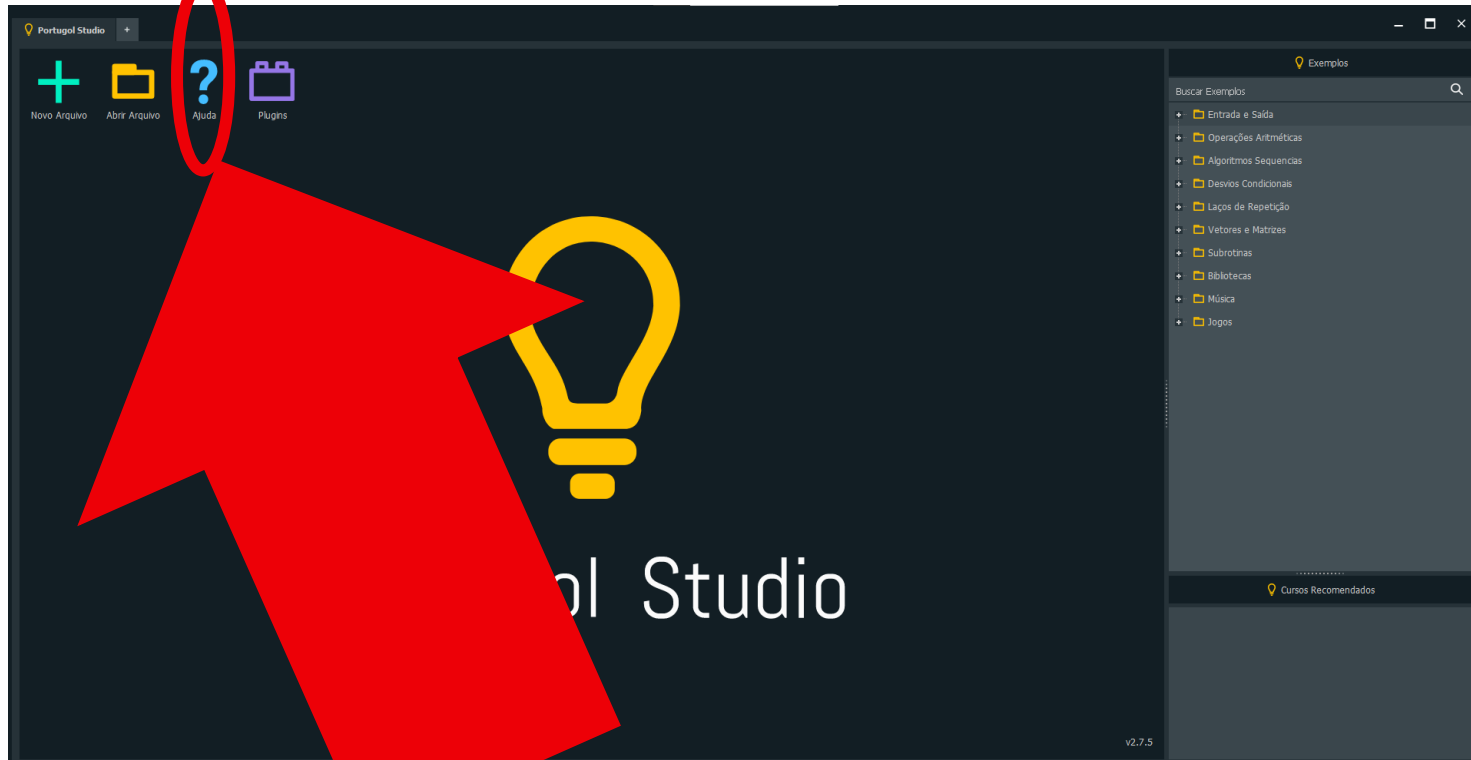 Portugol Studio +
Exemplos
Buscar Exemplos
Novo Arquivo Abrir Arquivo Ajuda Plugins
Entrada e Saída
Operações Aritméticas
Algoritmos Sequencias
Desvios Condicionais
Laços de Repetição
Vetores e Matrizes
Subrotinas
Bibliotecas
Música
Jogos
ol Studio
Cursos Recomendados
v2.7.5